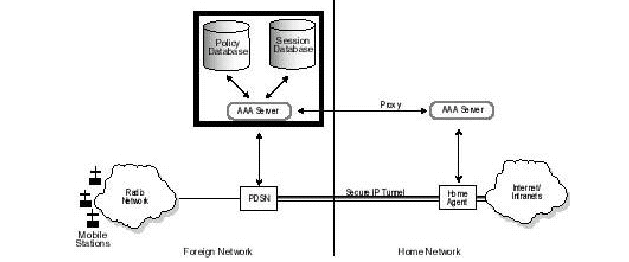 Policy
Database
Session
Database
AAA Server
Proxy
AAA Server
Radio
Network
PDSN
Secure IP Tunnel
Home
Agent
Internet/
Intranets
Mobile
Stations
Foreign Network
Home Network